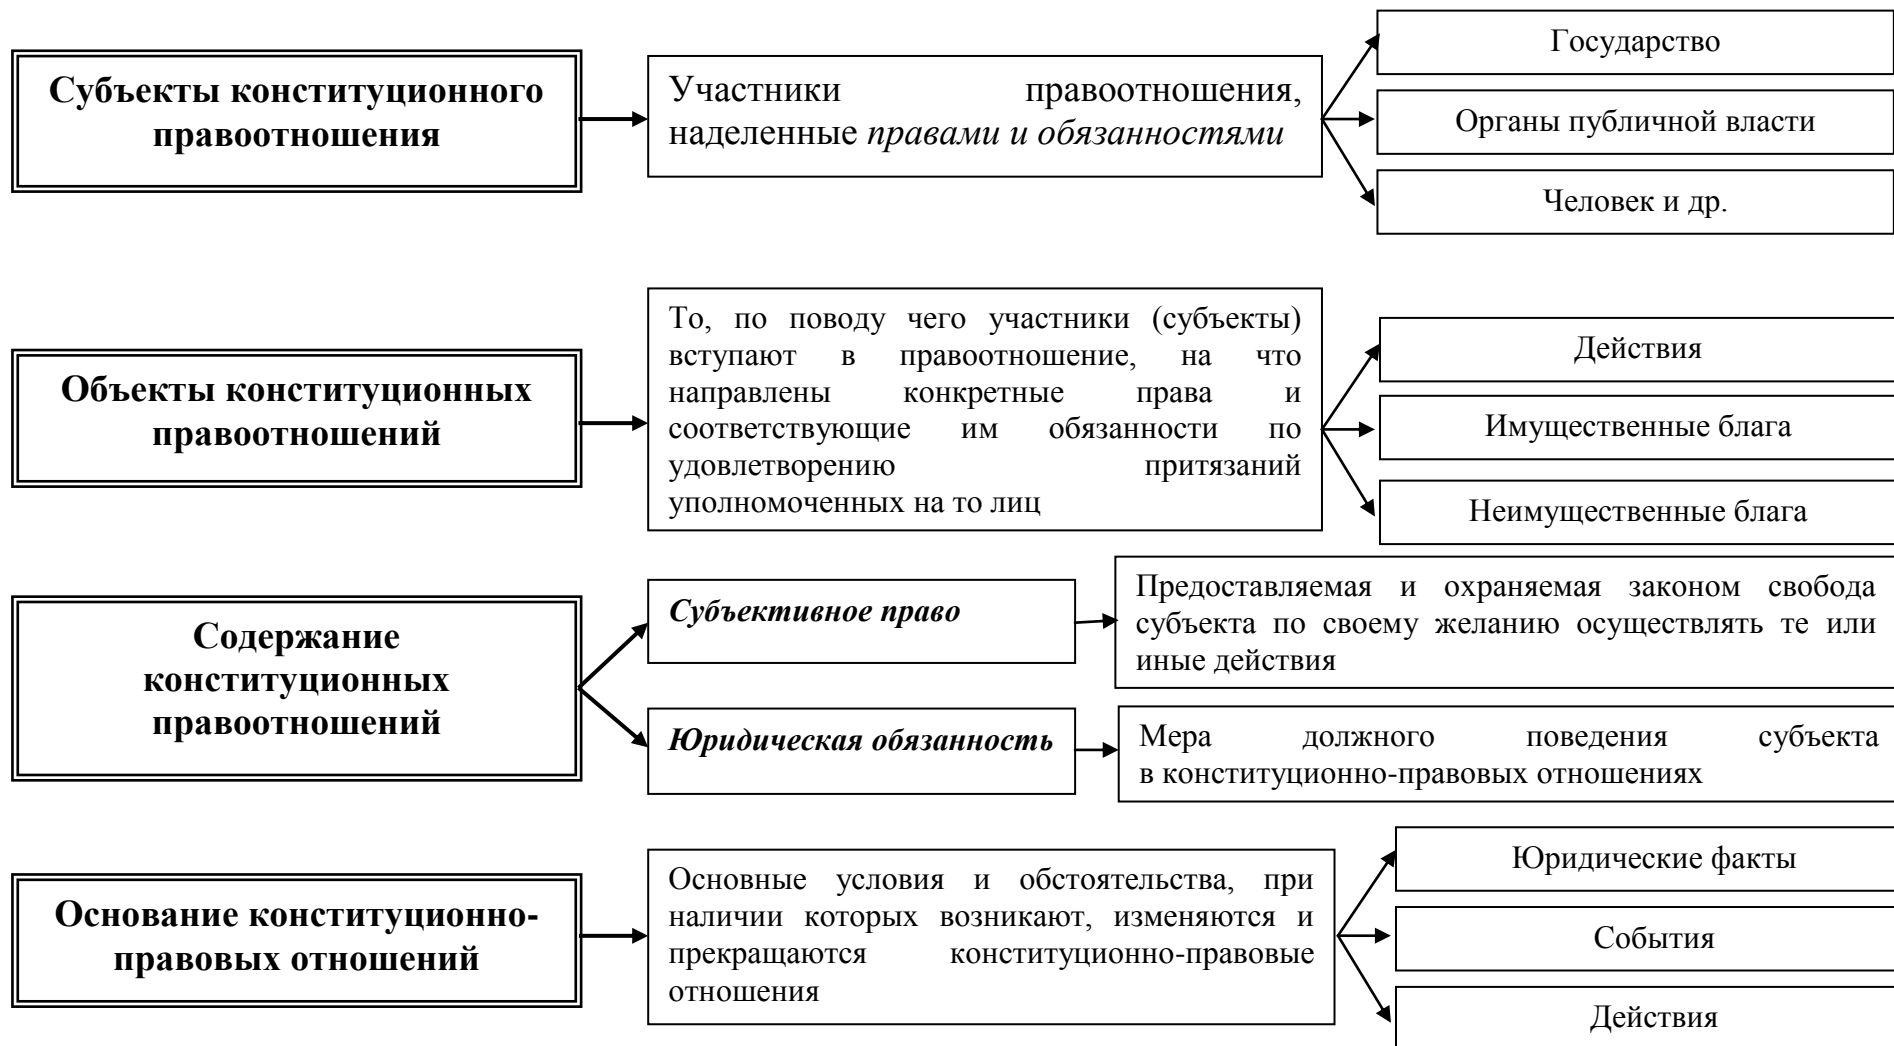 Субъекты конституционного
правоотношения
Участники правоотношения,
наделенные правами и обязанностями
Государство
Органы публичной власти
Человек и др.
Объекты конституционных
правоотношений
То, по поводу чего участники (субъекты)
вступают в правоотношение, на что
направлены конкретные права и
соответствующие им обязанности по
удовлетворению притязаний
уполномоченных на то лиц
Действия
Имущественные блага
Неимущественные блага
Содержание
конституционных
правоотношений
Субъективное право
Предоставляемая и охраняемая законом свобода
субъекта по своему желанию осуществлять те или
иные действия
Юридическая обязанность
Мера должного поведения субъекта
в конституционно-правовых отношениях
Основание конституционно-
правовых отношений
Основные условия и обстоятельства, при
наличии которых возникают, изменяются и
прекращаются конституционно-правовые
отношения
Юридические факты
События
Действия